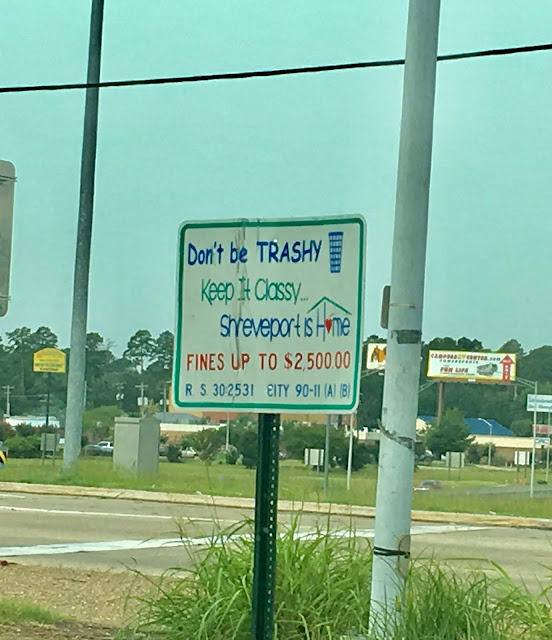 Don't be TRASHY
Keep It Classy...
Shreveport is Home
FINES UP TO $2,500.00
R S 30:2531 CITY 90-11 (A) (B)